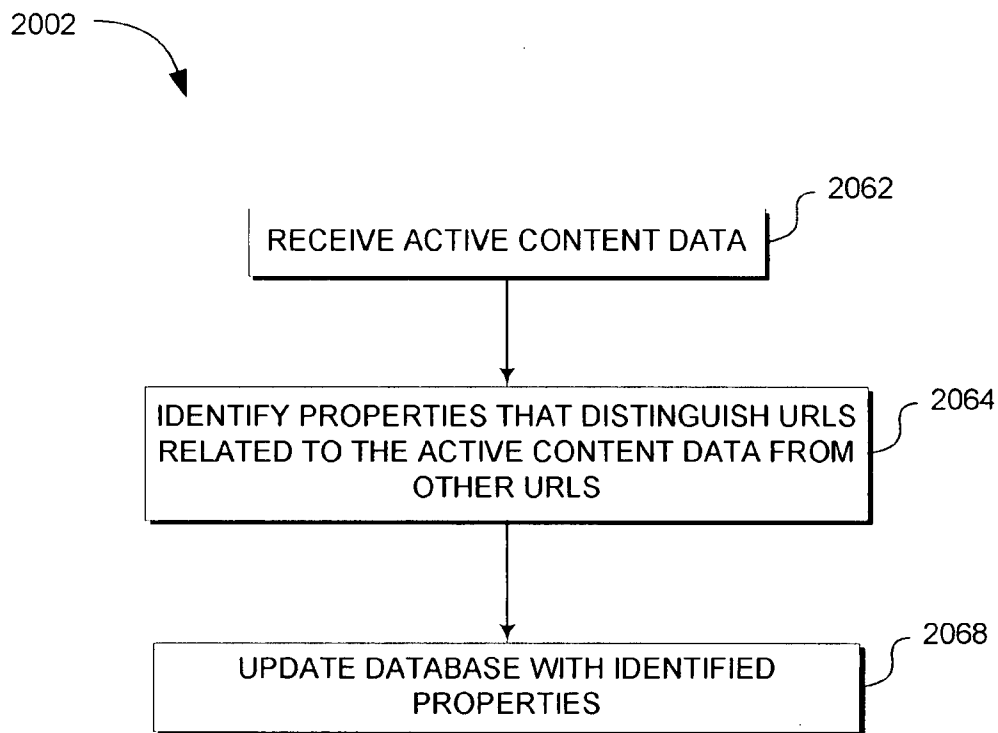 2002
2062
RECEIVE ACTIVE CONTENT DATA
2064
IDENTIFY PROPERTIES THAT DISTINGUISH URLS
RELATED TO THE ACTIVE CONTENT DATA FROM
OTHER URLS
2068
UPDATE DATABASE WITH IDENTIFIED
PROPERTIES